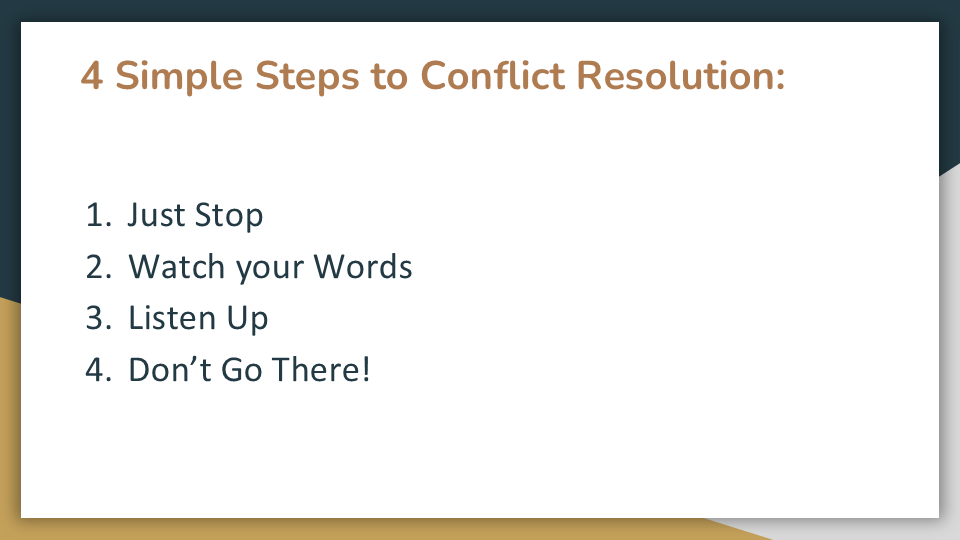 4 Simple Steps to Conflict Resolution:
1. Just Stop
2. Watch your Words
3. Listen Up
4. Don’t Go There!